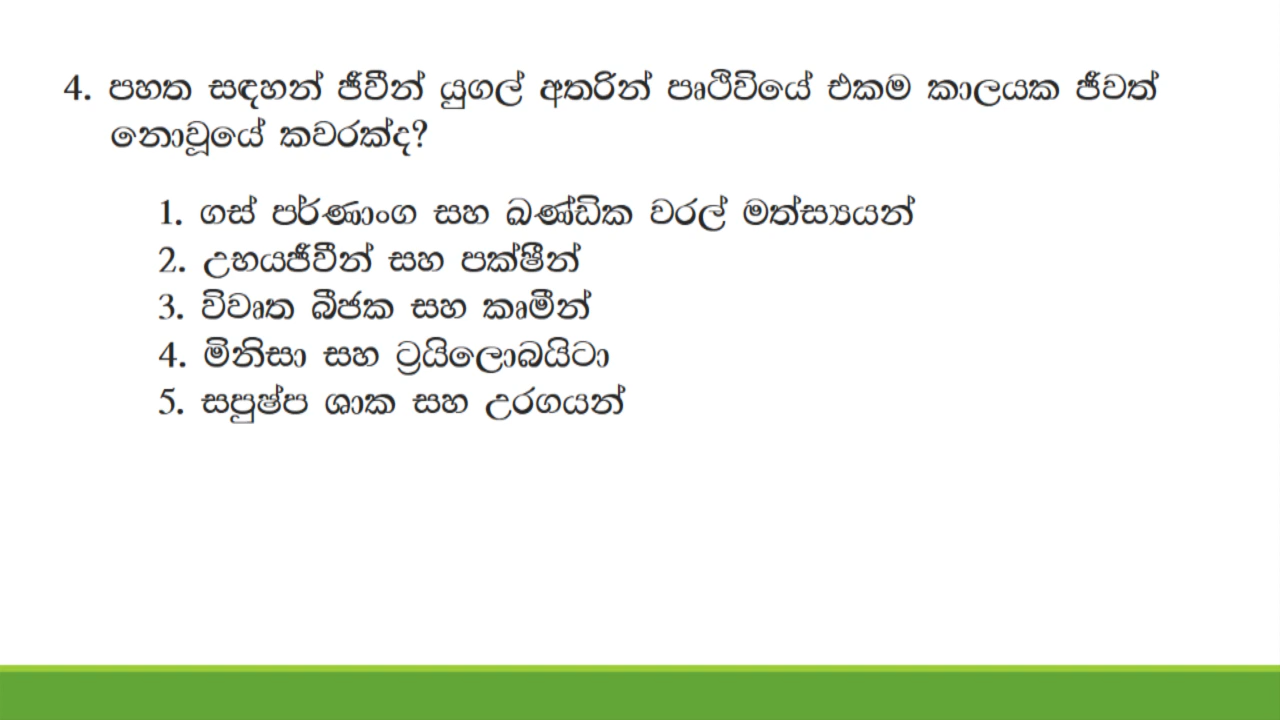 4. පහත සඳහන් ජීවීන් යුගල් අතරින් පෘථිවියේ එකම කාලයක ජීවත්
නොවූයේ කවරක්ද?
1. ගස් පර්ණාංග සහ ඛණ්ඩික වරල් මත්ස්‍යයන්
2. උභයජීවීන් සහ පක්ෂීන්
3. විවෘත බීජක සහ කෘමීන්
4. මිනිසා සහ ට්‍රයිලොබයිටා
5. සපුෂ්ප ශාක සහ උරගයන්